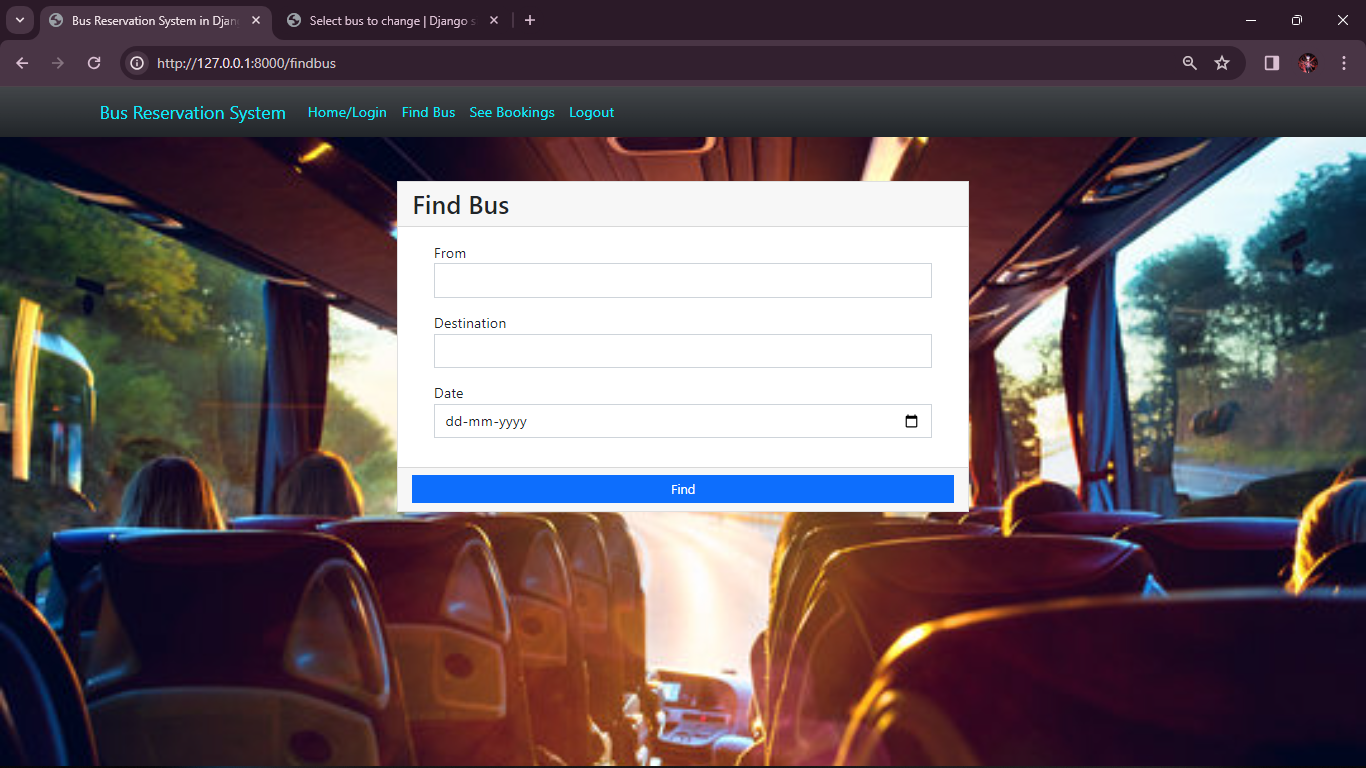 Bus Reservation System in Djan
Select bus to change | Django s
http://127.0.0.1:8000/findbus
Bus Reservation System Home/Login Find Bus See Bookings Logout
Find Bus
From
Destination
Date
dd-mm-yyyy
Find